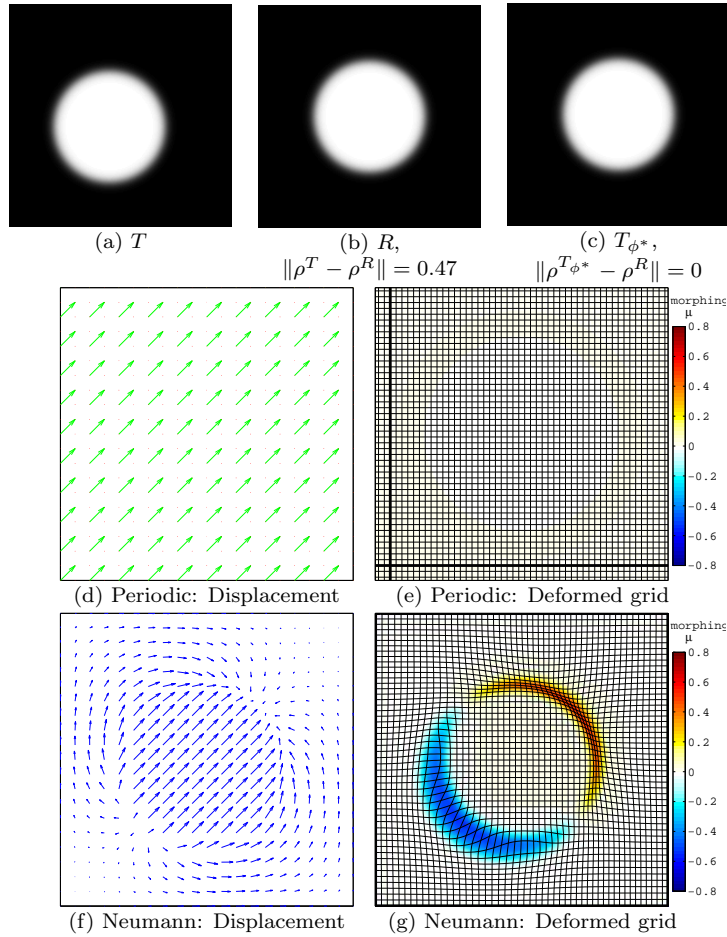 (a) T
(b) R,
‖ρ^T − ρ^R‖ = 0.47
(c) T_ϕ*,
‖ρ^{T_ϕ*} − ρ^R‖ = 0
morphing
μ
0.8
0.6
0.4
0.2
0
−0.2
−0.4
−0.6
−0.8
(d) Periodic: Displacement
(e) Periodic: Deformed grid
morphing
μ
0.8
0.6
0.4
0.2
0
−0.2
−0.4
−0.6
−0.8
(f) Neumann: Displacement
(g) Neumann: Deformed grid